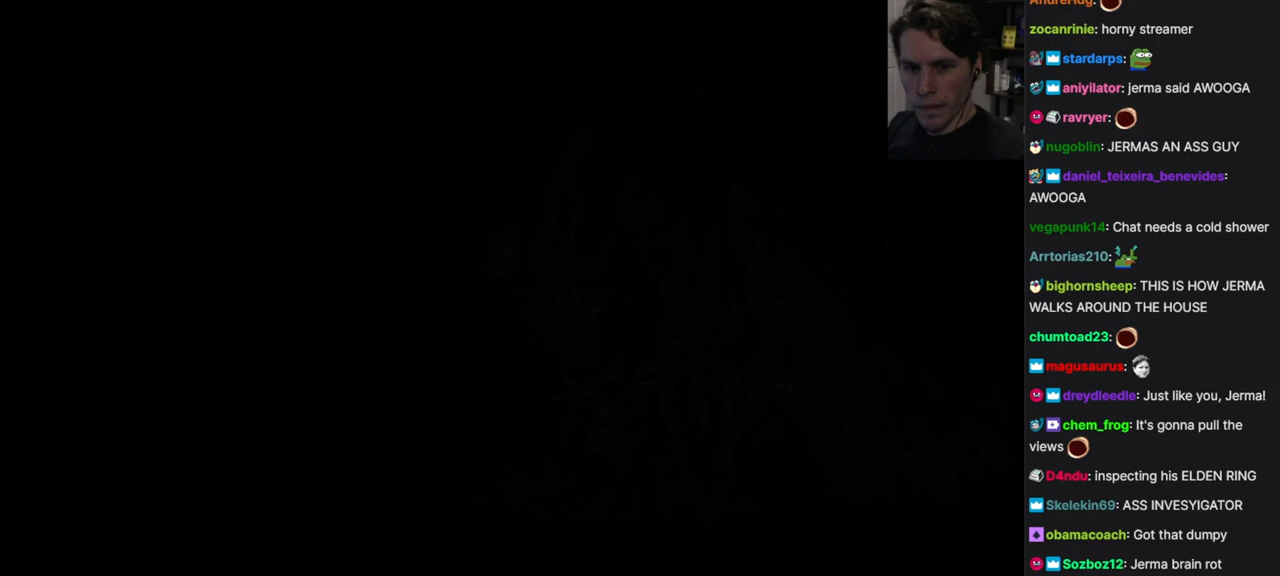 AndreHug:
zocanrinie: horny streamer
stardarps:
aniyilator: jerma said AWOOGA
ravryer:
nugoblin: JERMAS AN ASS GUY
daniel_teixeira_benevides:
AWOOGA
vegapunk14: Chat needs a cold shower
Arrtorias210:
bighornsheep: THIS IS HOW JERMA
WALKS AROUND THE HOUSE
chumtoad23:
magusaurus:
dreydleedle: Just like you, Jerma!
chem_frog: It's gonna pull the
views
D4ndu: inspecting his ELDEN RING
Skelekin69: ASS INVESYIGATOR
obamacoach: Got that dumpy
Sozboz12: Jerma brain rot